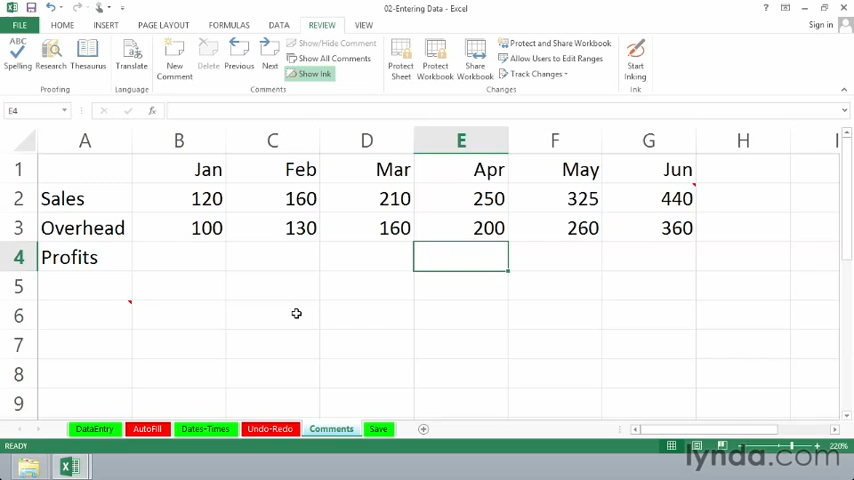 02-Entering Data - Excel
Sign in
FILE HOME INSERT PAGE LAYOUT FORMULAS DATA REVIEW VIEW
ABC
Spelling Research Thesaurus
Proofing
Translate
Language
New Comment Delete Previous Next
Show/Hide Comment
Show All Comments
Show Ink
Comments
Protect Sheet Protect Workbook Share Workbook
Protect and Share Workbook
Allow Users to Edit Ranges
Track Changes
Changes
Start Inking
Ink
E4 fx
A B C D E F G H I
1 Jan Feb Mar Apr May Jun
2 Sales 120 160 210 250 325 440
3 Overhead 100 130 160 200 260 360
4 Profits
5
6
7
8
9
DataEntry AutoFill Dates-Times Undo-Redo Comments Save
READY 220%
lynda.com